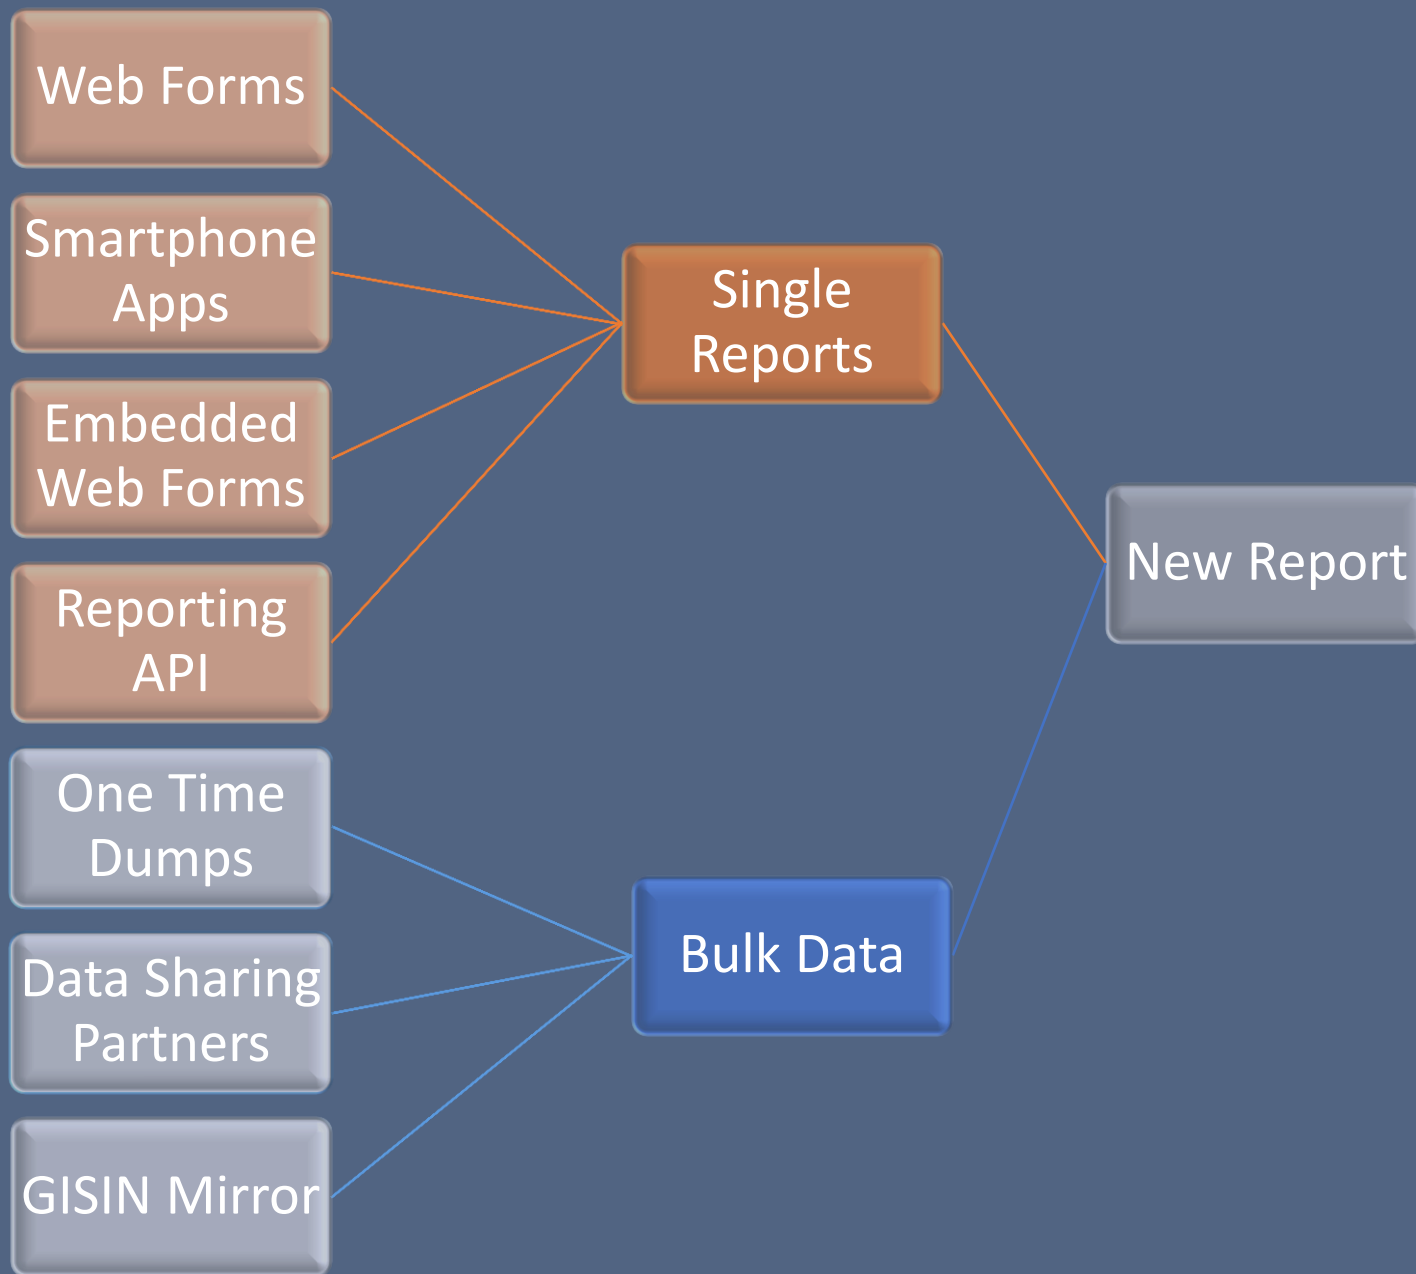 Web Forms
Smartphone
Apps
Embedded
Web Forms
Reporting
API
One Time
Dumps
Data Sharing
Partners
GISIN Mirror
Single
Reports
Bulk Data
New Report